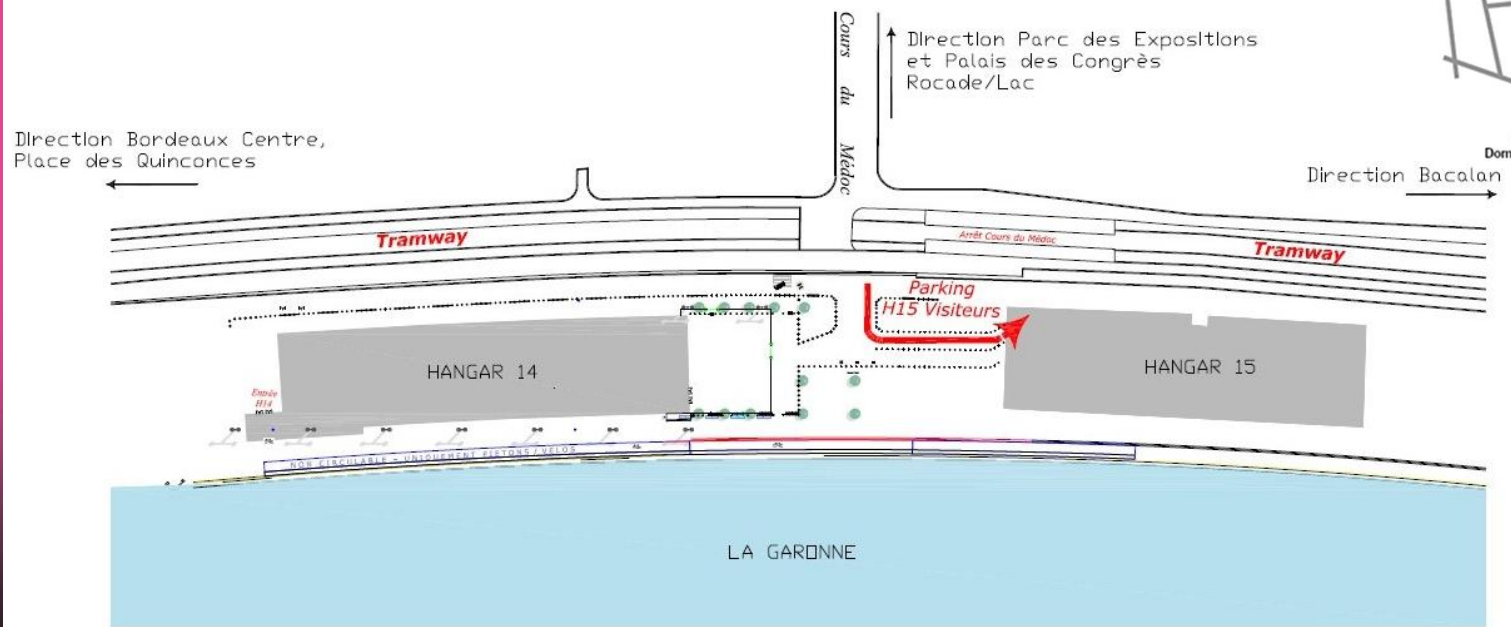 Cours du Médoc
Direction Parc des Expositions
et Palais des Congrès
Rocade/Lac
Direction Bordeaux Centre,
Place des Quinconces
Dom
Direction Bacalan
Tramway
Arrêt Cours du Médoc
Tramway
Parking
H15 Visiteurs
HANGAR 14
HANGAR 15
Entrée
H14
NON CIRCULABLE - UNIQUEMENT PIETONS / VELOS
LA GARONNE